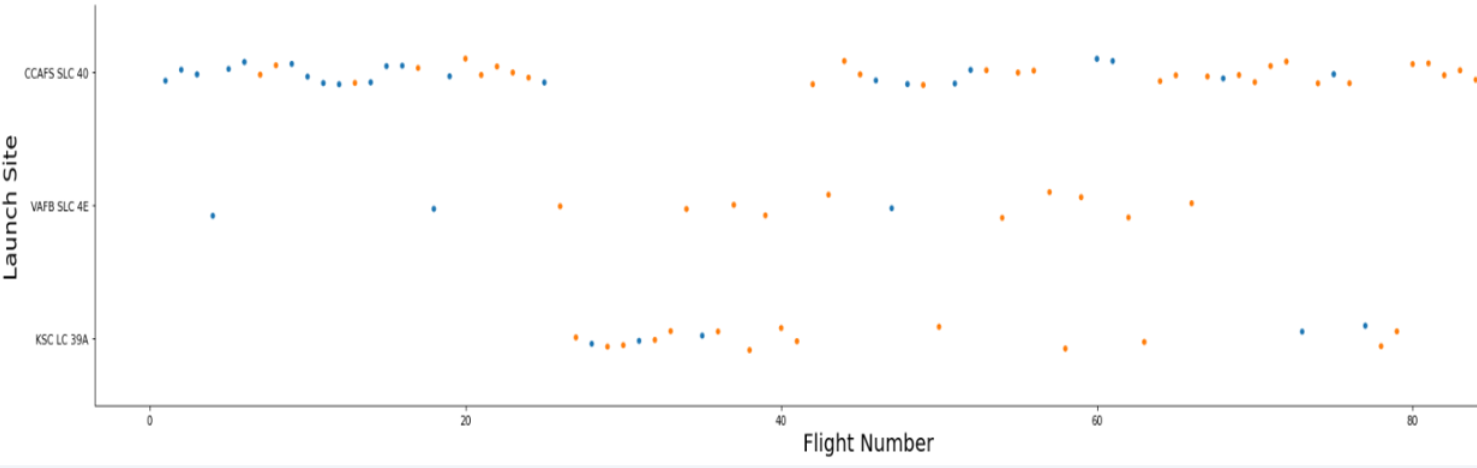 Launch Site
CCAFS SLC 40
VAFB SLC 4E
KSC LC 39A
0 20 40 60 80
Flight Number